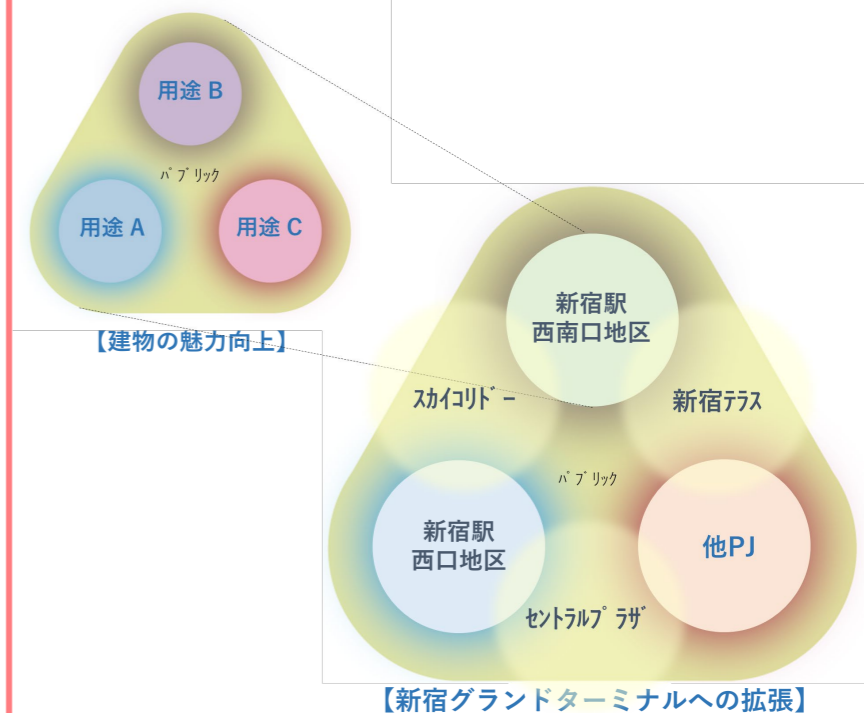 用途 B
パブリック
用途 A
用途 C
【建物の魅力向上】
新宿駅
西南口地区
ｽｶｲｺﾘﾄﾞｰ
新宿ﾃﾗｽ
パブリック
新宿駅
西口地区
他PJ
ｾﾝﾄﾗﾙﾌﾟﾗｻﾞ
【新宿グランドターミナルへの拡張】